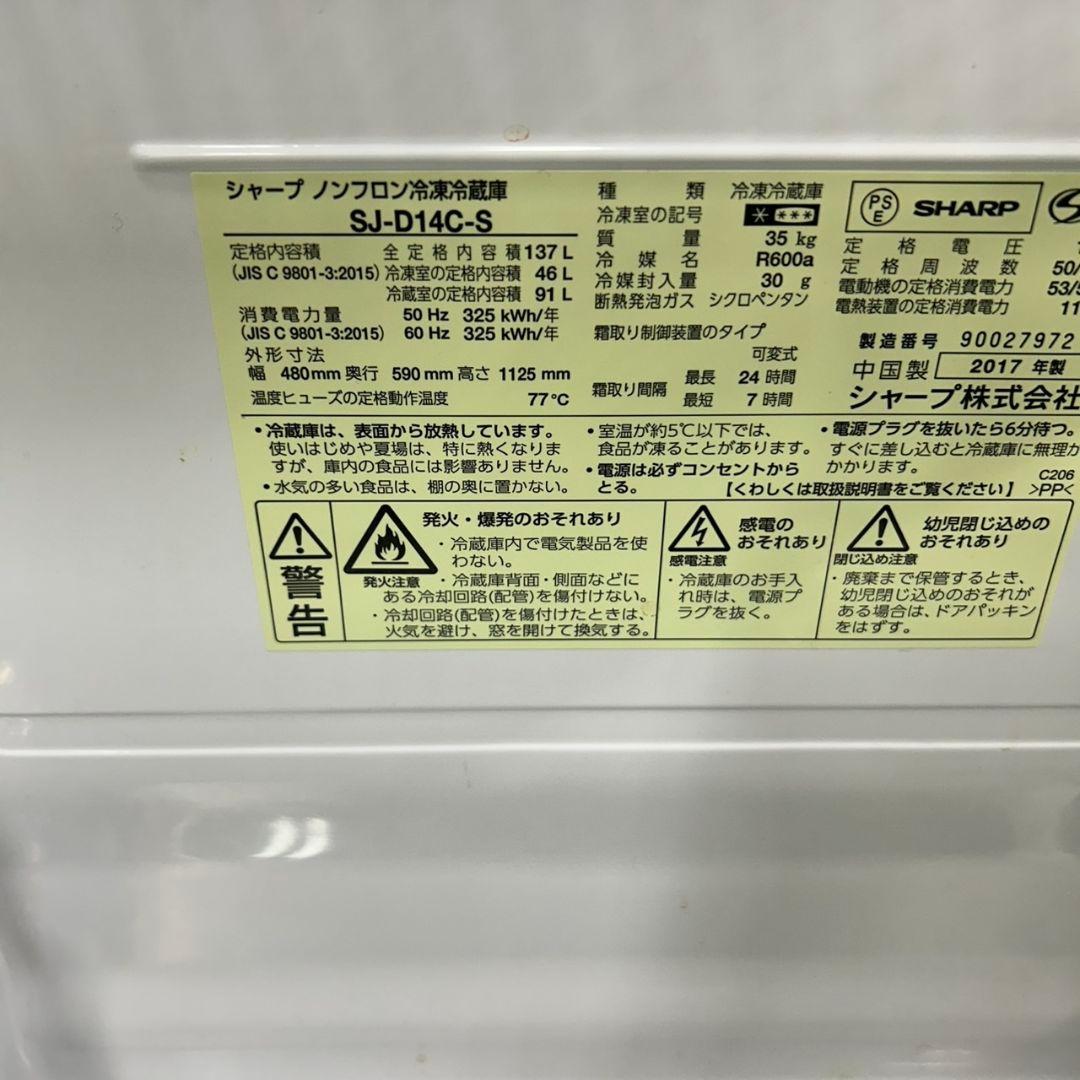 シャープ ノンフロン冷凍冷蔵庫
SJ-D14C-S
定格内容積 全定格内容積 137 L
(JIS C 9801-3:2015) 冷凍室の定格内容積 46 L
冷蔵室の定格内容積 91 L
消費電力量 50 Hz 325 kWh/年
(JIS C 9801-3:2015) 60 Hz 325 kWh/年
外形寸法
幅 480mm 奥行 590 mm 高さ 1125 mm
温度ヒューズの定格動作温度 77℃
種類 冷凍冷蔵庫
冷凍室の記号 * ***
質量 35 kg
冷媒名 R600a
冷媒封入量 30 g
断熱発泡ガス シクロペンタン
霜取り制御装置のタイプ
可変式
霜取り間隔 最長 24 時間
最短 7 時間
PS E SHARP
定格電圧
定格周波数 50/
電動機の定格消費電力 53/
電熱装置の定格消費電力 11
製造番号 90027972
中国製 2017 年製
シャープ株式会社
・冷蔵庫は、表面から放熱しています。
使いはじめや夏場は、特に熱くなりま
すが、庫内の食品には影響ありません。
・水気の多い食品は、棚の奥に置かない。
・室温が約5℃以下では、
食品が凍ることがあります。
・電源は必ずコンセントから
とる。
・電源プラグを抜いたら6分待つ。
すぐに差し込むと冷蔵庫に無理が
かかります。
【くわしくは取扱説明書をご覧ください】
C206
>PP<
警告
発火・爆発のおそれあり
発火注意
・冷蔵庫内で電気製品を使
わない。
・冷蔵庫背面・側面などに
ある冷却回路(配管)を傷付けない。
・冷却回路(配管)を傷付けたときは、
火気を避け、窓を開けて換気する。
感電の
おそれあり
感電注意
・冷蔵庫のお手入
れ時は、電源プ
ラグを抜く。
幼児閉じ込めの
おそれあり
閉じ込め注意
・廃棄まで保管するとき、
幼児閉じ込めのおそれが
ある場合は、ドアパッキン
をはずす。